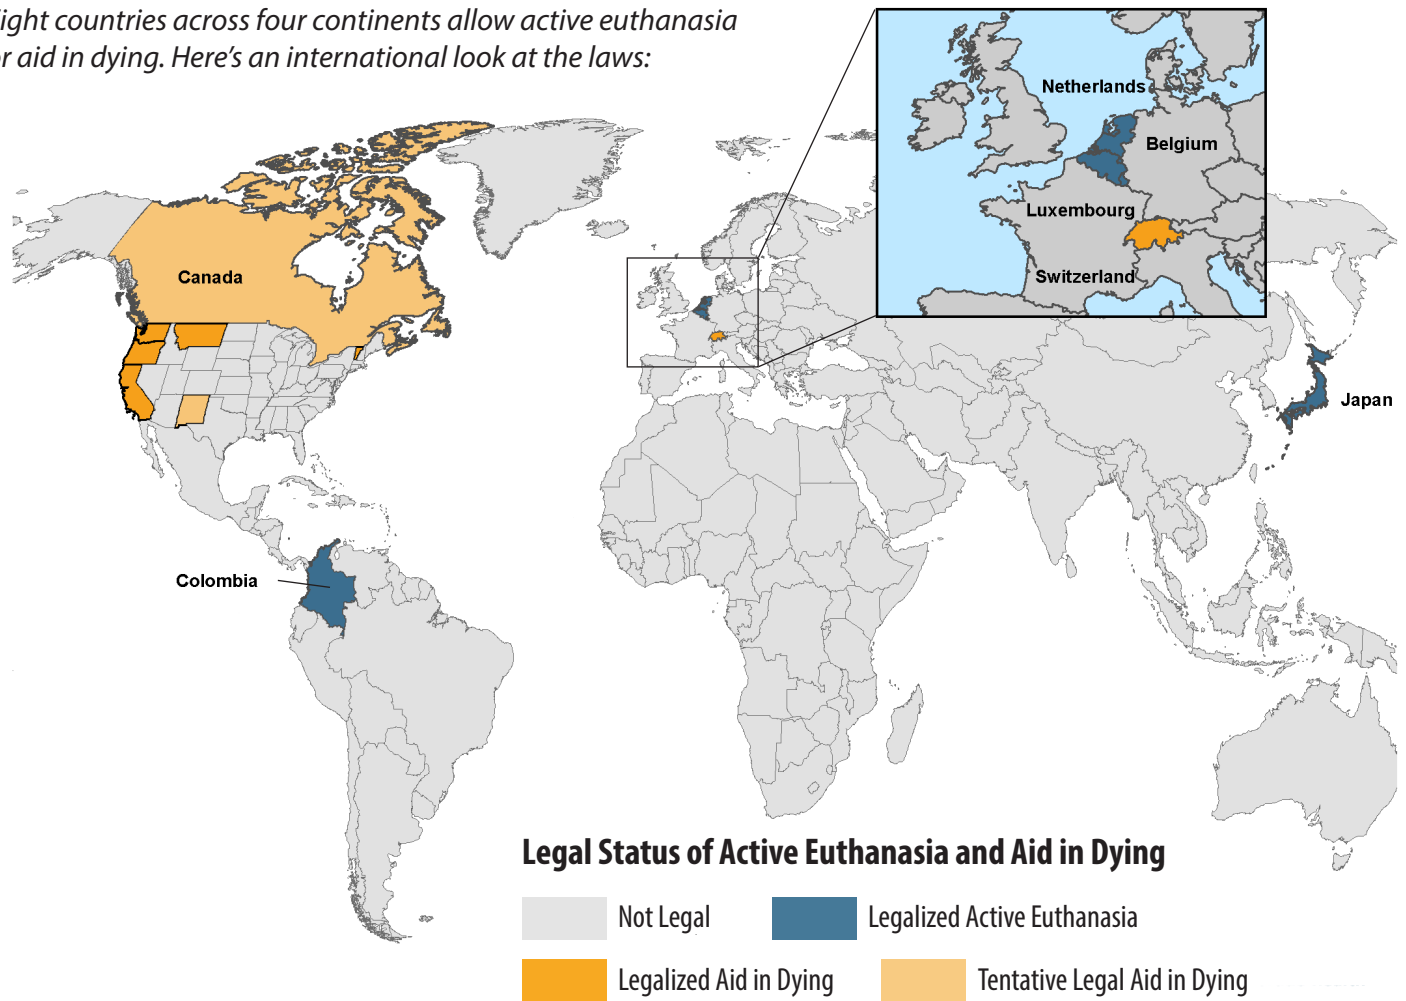 Eight countries across four continents allow active euthanasia
or aid in dying. Here's an international look at the laws:
Netherlands
Belgium
Luxembourg
Switzerland
Canada
Japan
Colombia
Legal Status of Active Euthanasia and Aid in Dying
Not Legal
Legalized Active Euthanasia
Legalized Aid in Dying
Tentative Legal Aid in Dying